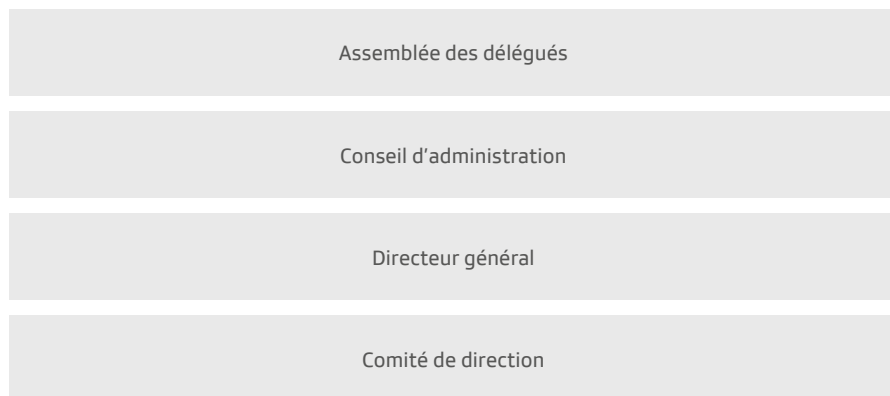 Assemblée des délégués
Conseil d'administration
Directeur général
Comité de direction